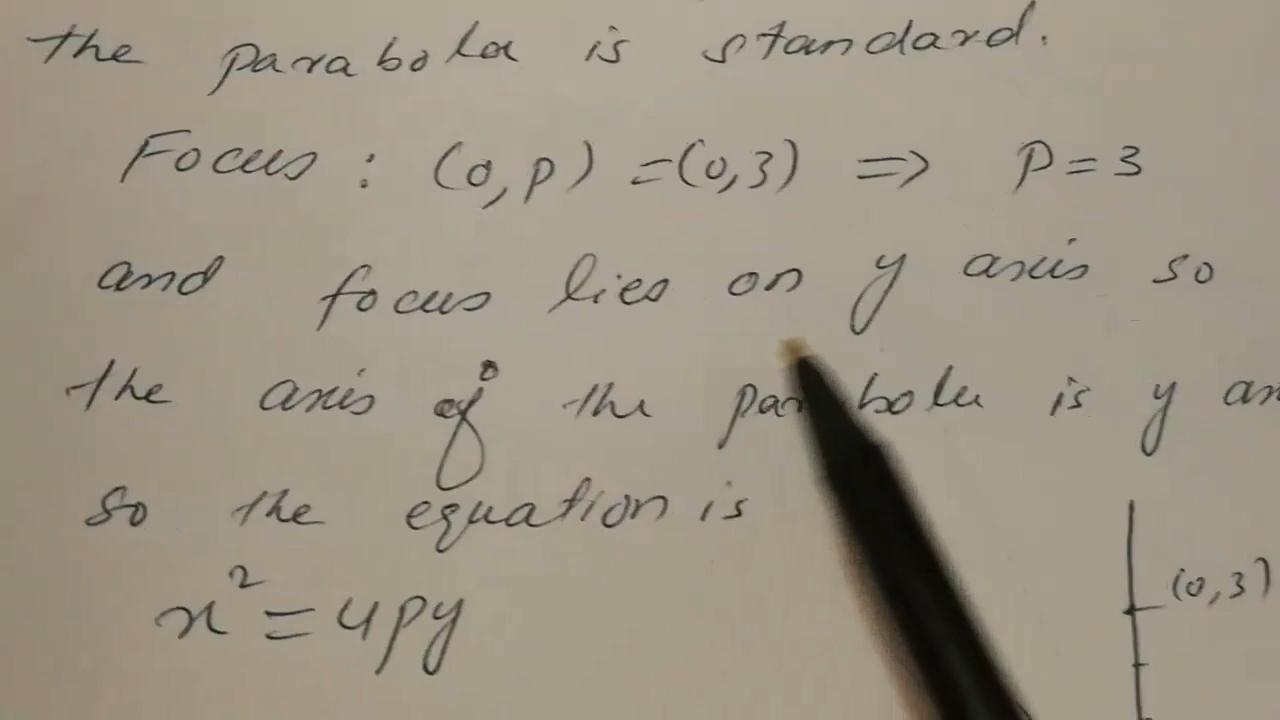 the parabola is standard.
Focus : (0,p) =(0,3) => P=3
and focus lies on y axis so
the axis of the parabola is y
so the equation is
x²=4py
(0,3)